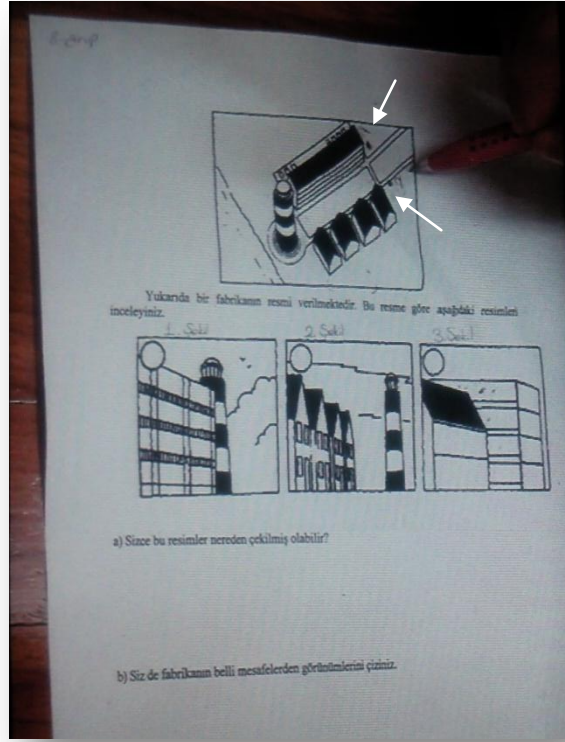 B. grup
Yukarıda bir fabrikanın resmi verilmektedir. Bu resme göre aşağıdaki resimleri
inceleyiniz.
1. Şekil 2. Şekil 3. Şekil
a) Sizce bu resimler nereden çekilmiş olabilir?
b) Siz de fabrikanın belli mesafelerden görünümlerini çiziniz.